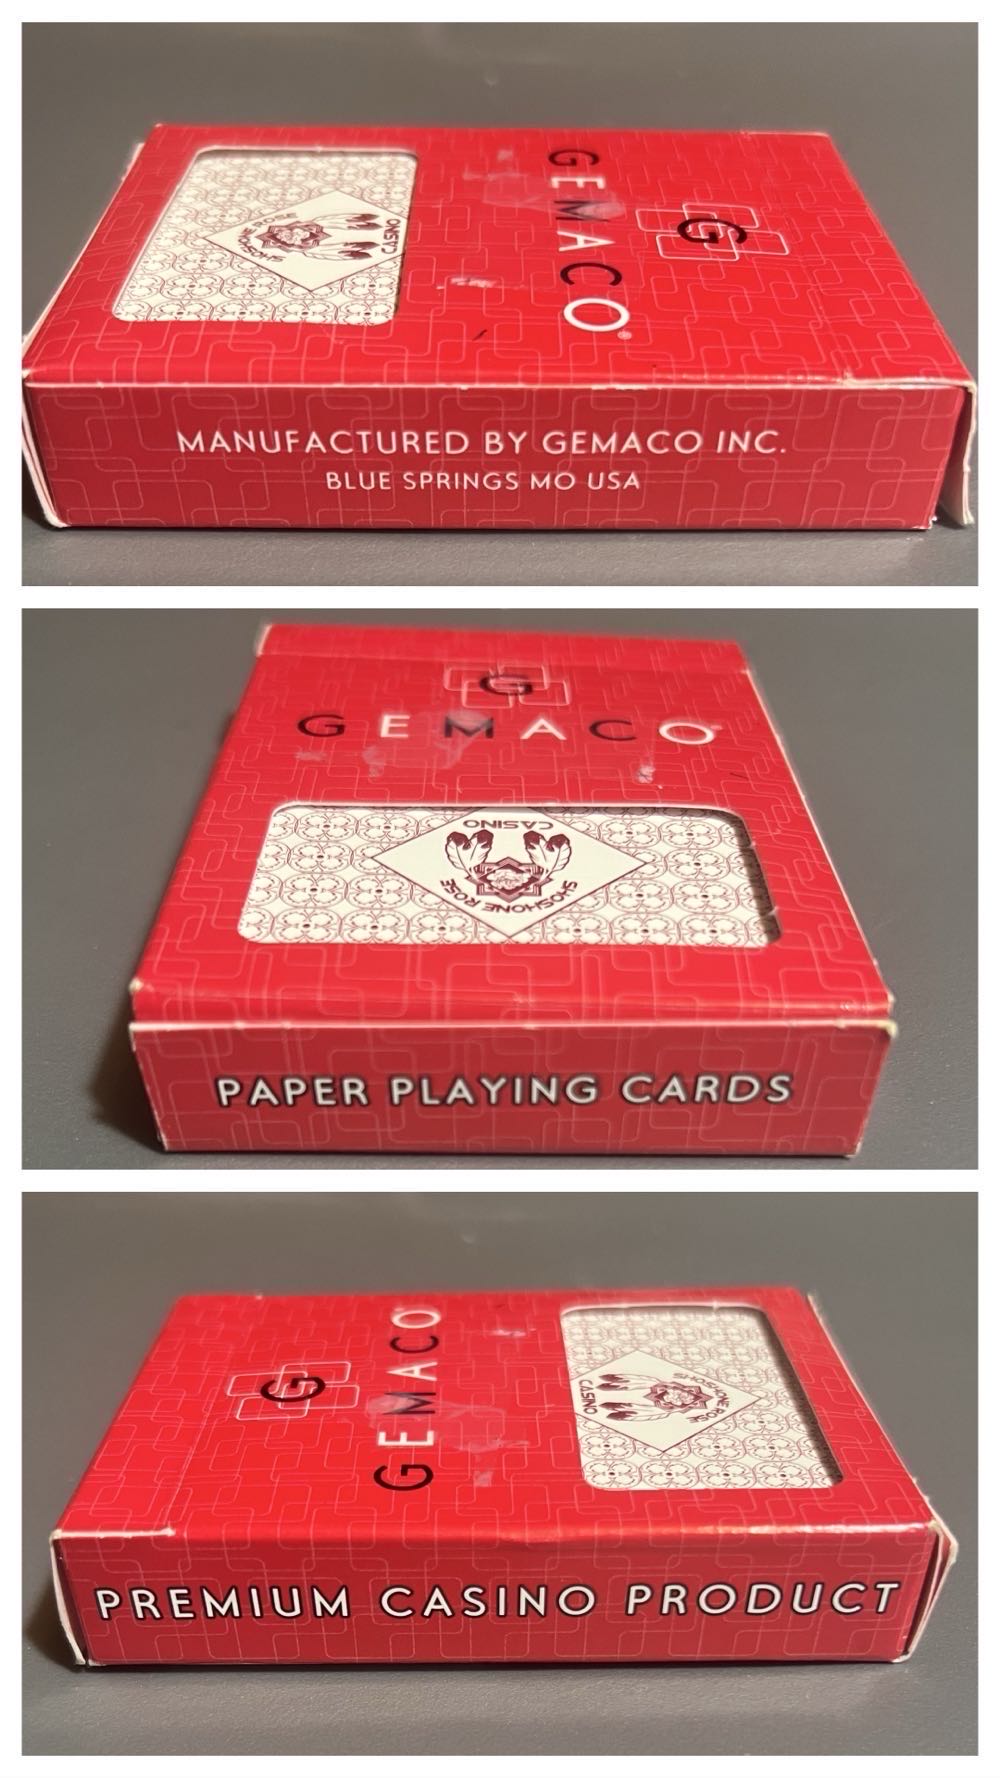 G
GEMACO®
SHOSHONE ROSE
CASINO
MANUFACTURED BY GEMACO INC.
BLUE SPRINGS MO USA
G
GEMACO®
CASINO
SHOSHONE ROSE
PAPER PLAYING CARDS
G
GEMACO®
SHOSHONE ROSE
CASINO
PREMIUM CASINO PRODUCT